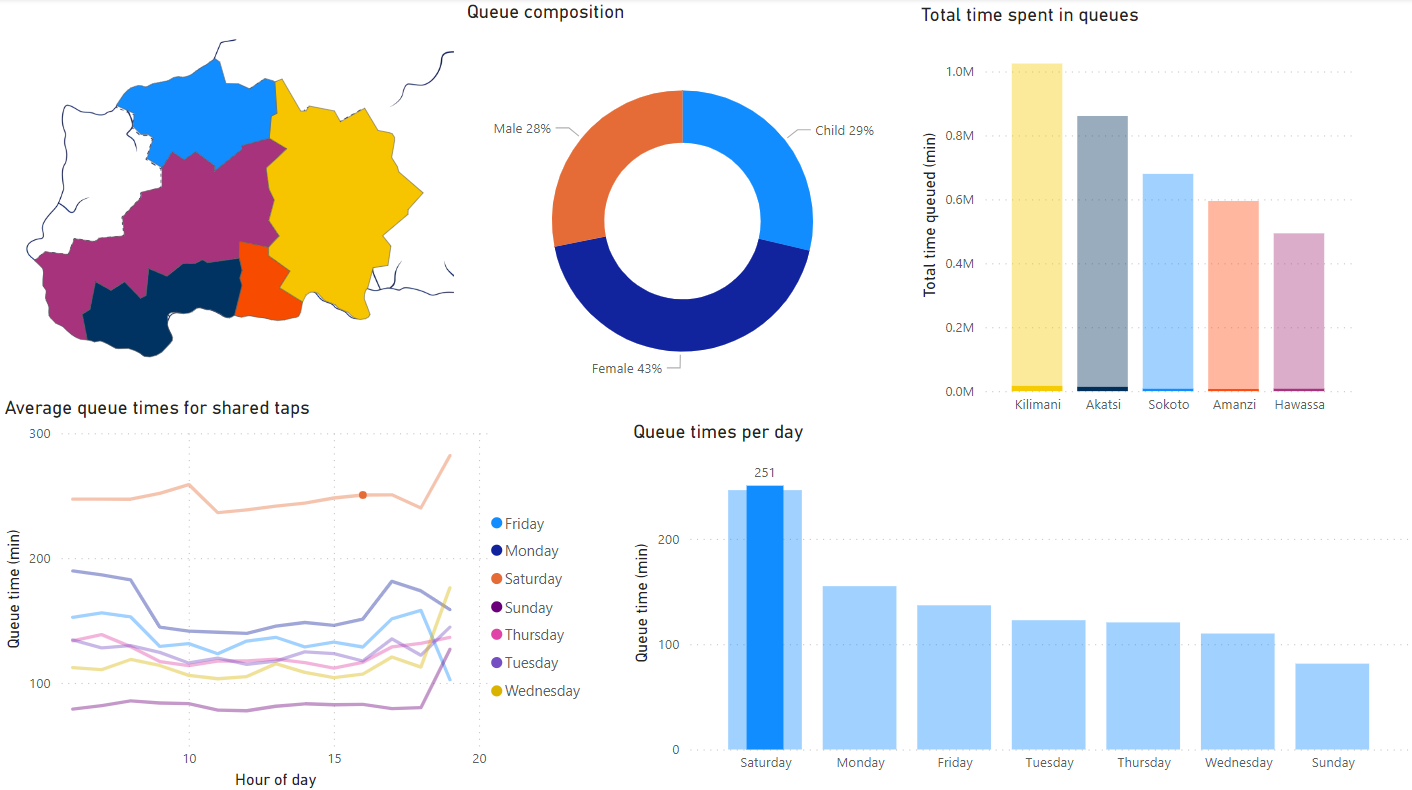 Queue composition
Male 28%
Child 29%
Female 43%
Total time spent in queues
Total time queued (min)
1.0M
0.8M
0.6M
0.4M
0.2M
0.0M
Kilimani Akatsi Sokoto Amanzi Hawassa
Average queue times for shared taps
Queue time (min)
300
200
100
10 15 20
Hour of day
Friday
Monday
Saturday
Sunday
Thursday
Tuesday
Wednesday
Queue times per day
Queue time (min)
251
200
100
0
Saturday Monday Friday Tuesday Thursday Wednesday Sunday